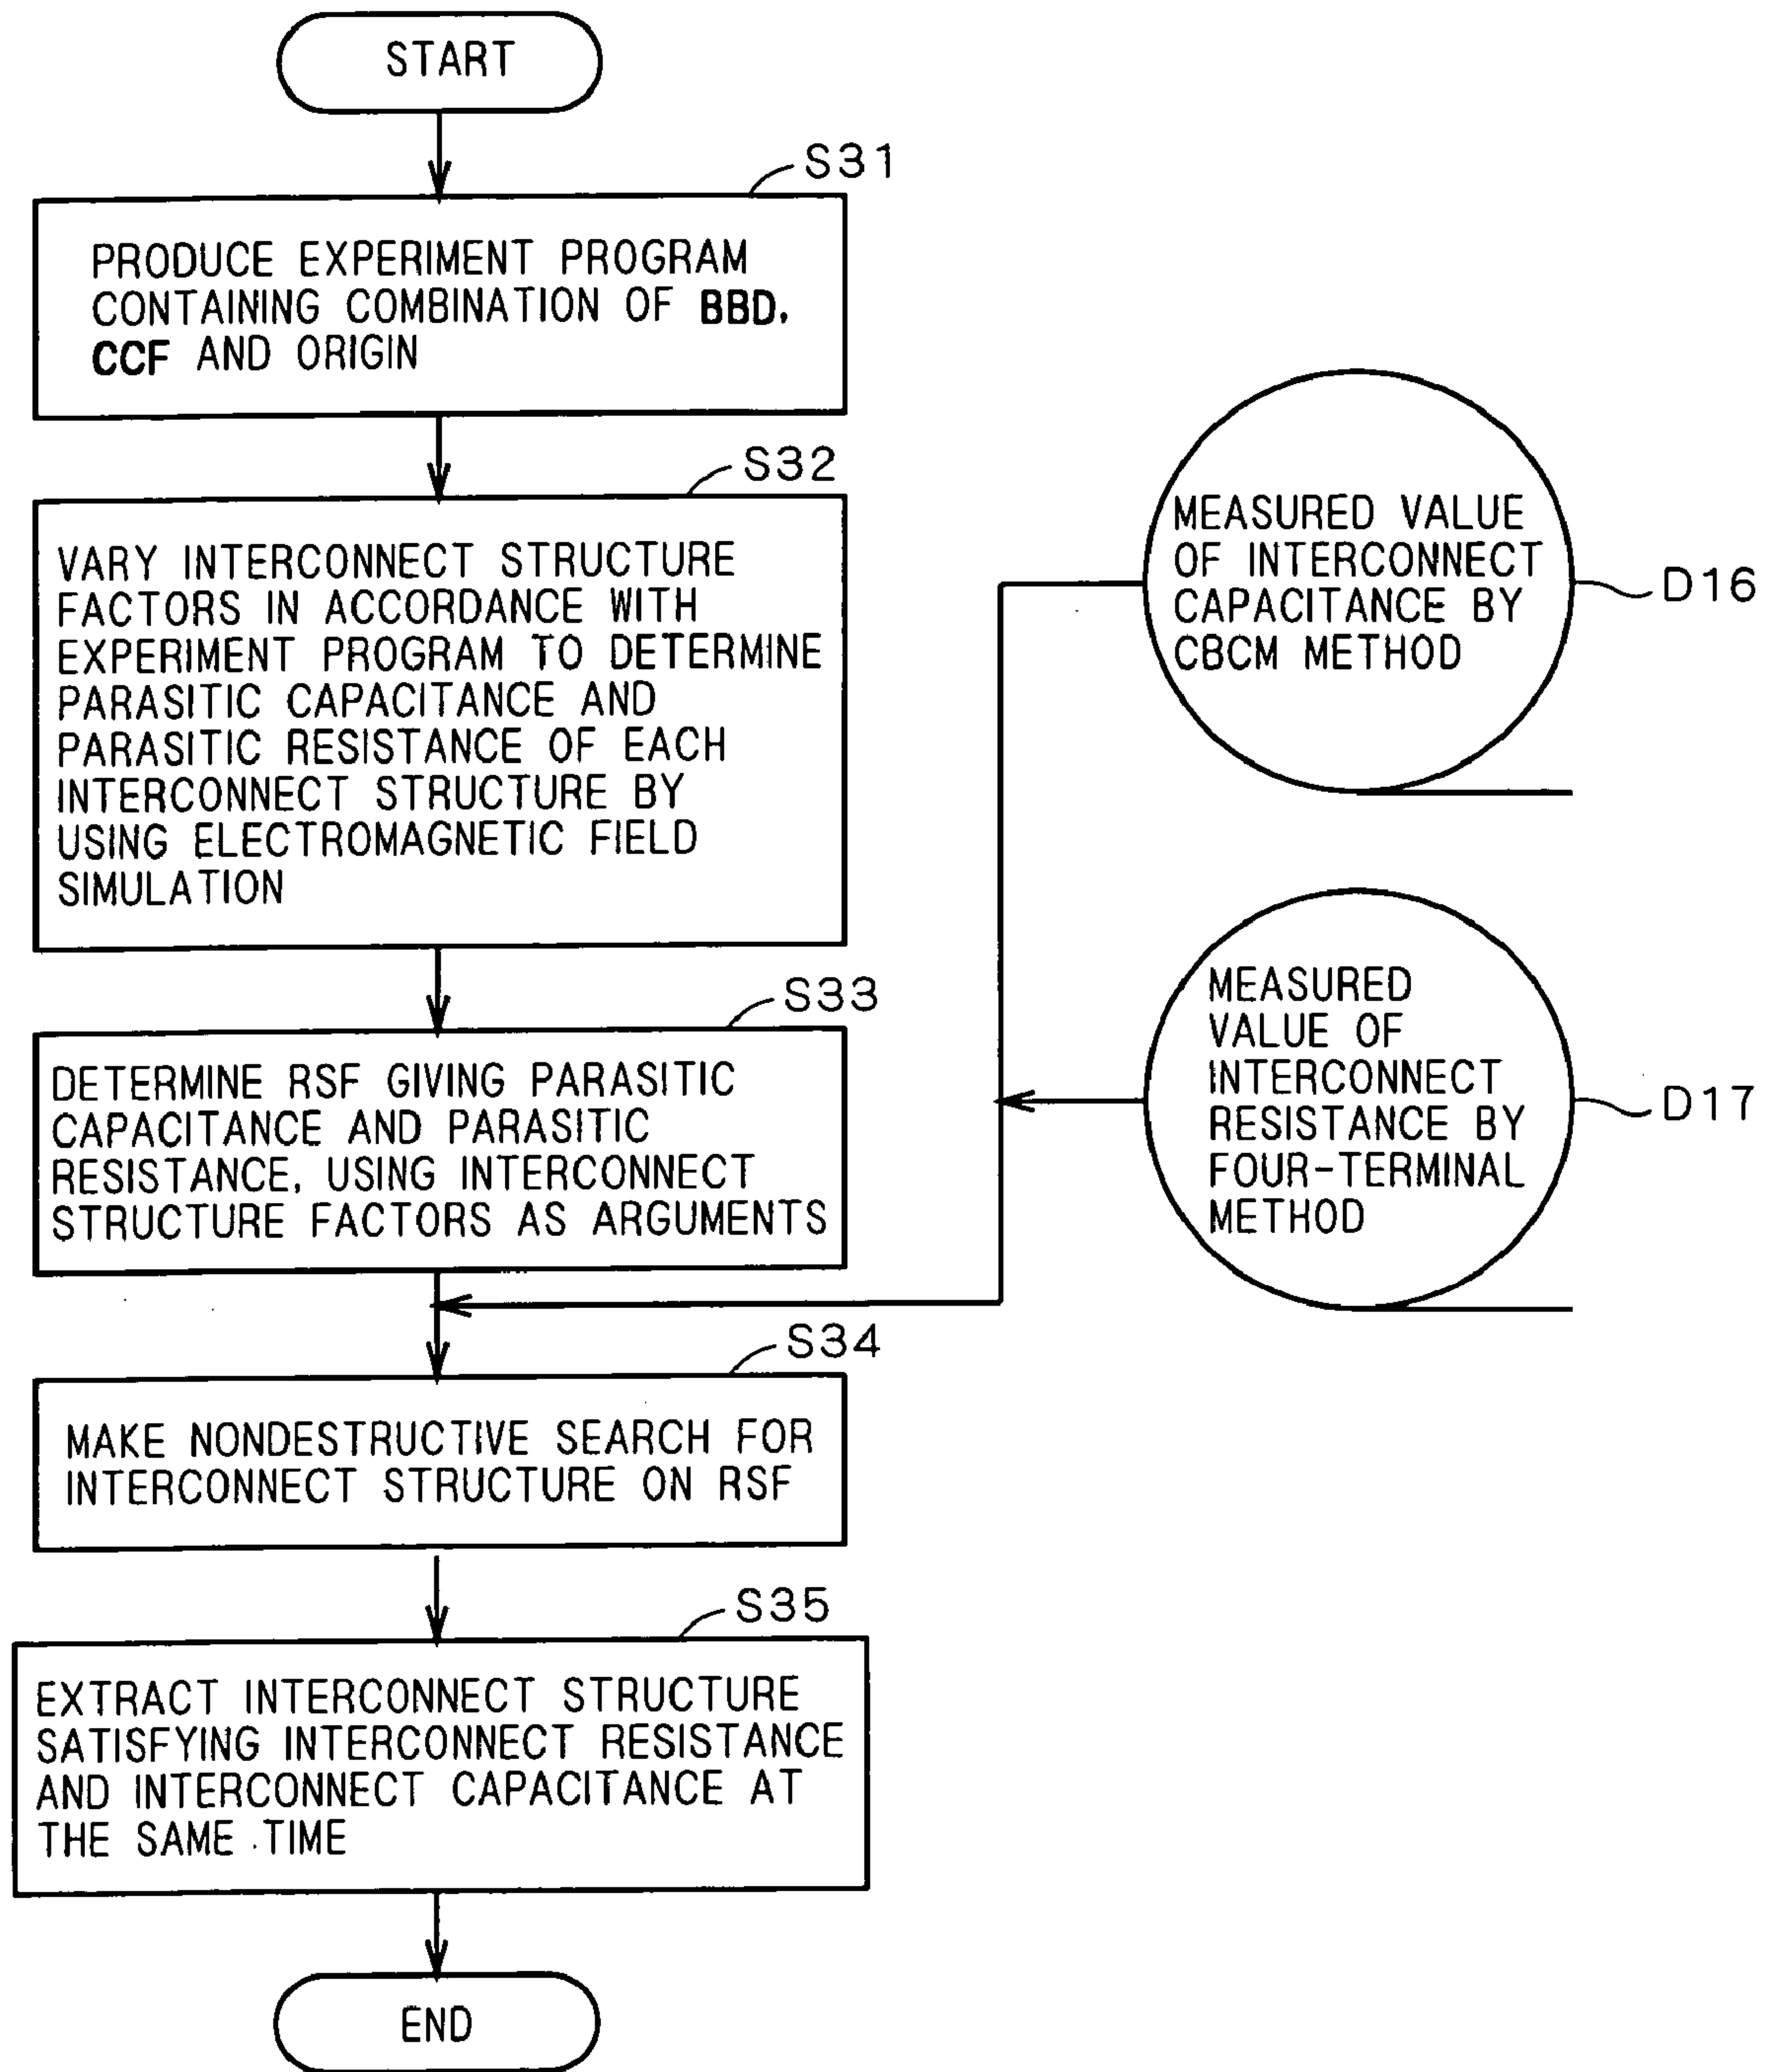 START
S31
PRODUCE EXPERIMENT PROGRAM
CONTAINING COMBINATION OF BBD,
CCF AND ORIGIN
S32
VARY INTERCONNECT STRUCTURE
FACTORS IN ACCORDANCE WITH
EXPERIMENT PROGRAM TO DETERMINE
PARASITIC CAPACITANCE AND
PARASITIC RESISTANCE OF EACH
INTERCONNECT STRUCTURE BY
USING ELECTROMAGNETIC FIELD
SIMULATION
MEASURED VALUE
OF INTERCONNECT
CAPACITANCE BY
CBCM METHOD
D16
S33
DETERMINE RSF GIVING PARASITIC
CAPACITANCE AND PARASITIC
RESISTANCE, USING INTERCONNECT
STRUCTURE FACTORS AS ARGUMENTS
MEASURED
VALUE OF
INTERCONNECT
RESISTANCE BY
FOUR-TERMINAL
METHOD
D17
S34
MAKE NONDESTRUCTIVE SEARCH FOR
INTERCONNECT STRUCTURE ON RSF
S35
EXTRACT INTERCONNECT STRUCTURE
SATISFYING INTERCONNECT RESISTANCE
AND INTERCONNECT CAPACITANCE AT
THE SAME TIME
END